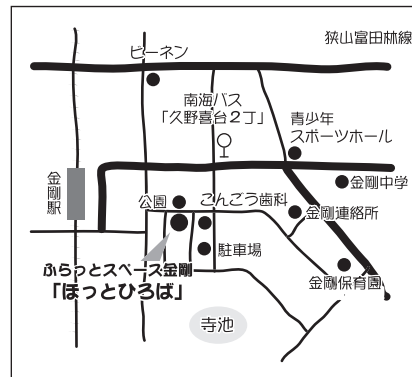 狭山富田林線
ビーネン
南海バス
「久野喜台2丁」
青少年
スポーツホール
金剛駅
金剛中学
公園
こんごう歯科
金剛連絡所
駐車場
ふらっとスペース金剛
「ほっとひろば」
金剛保育園
寺池